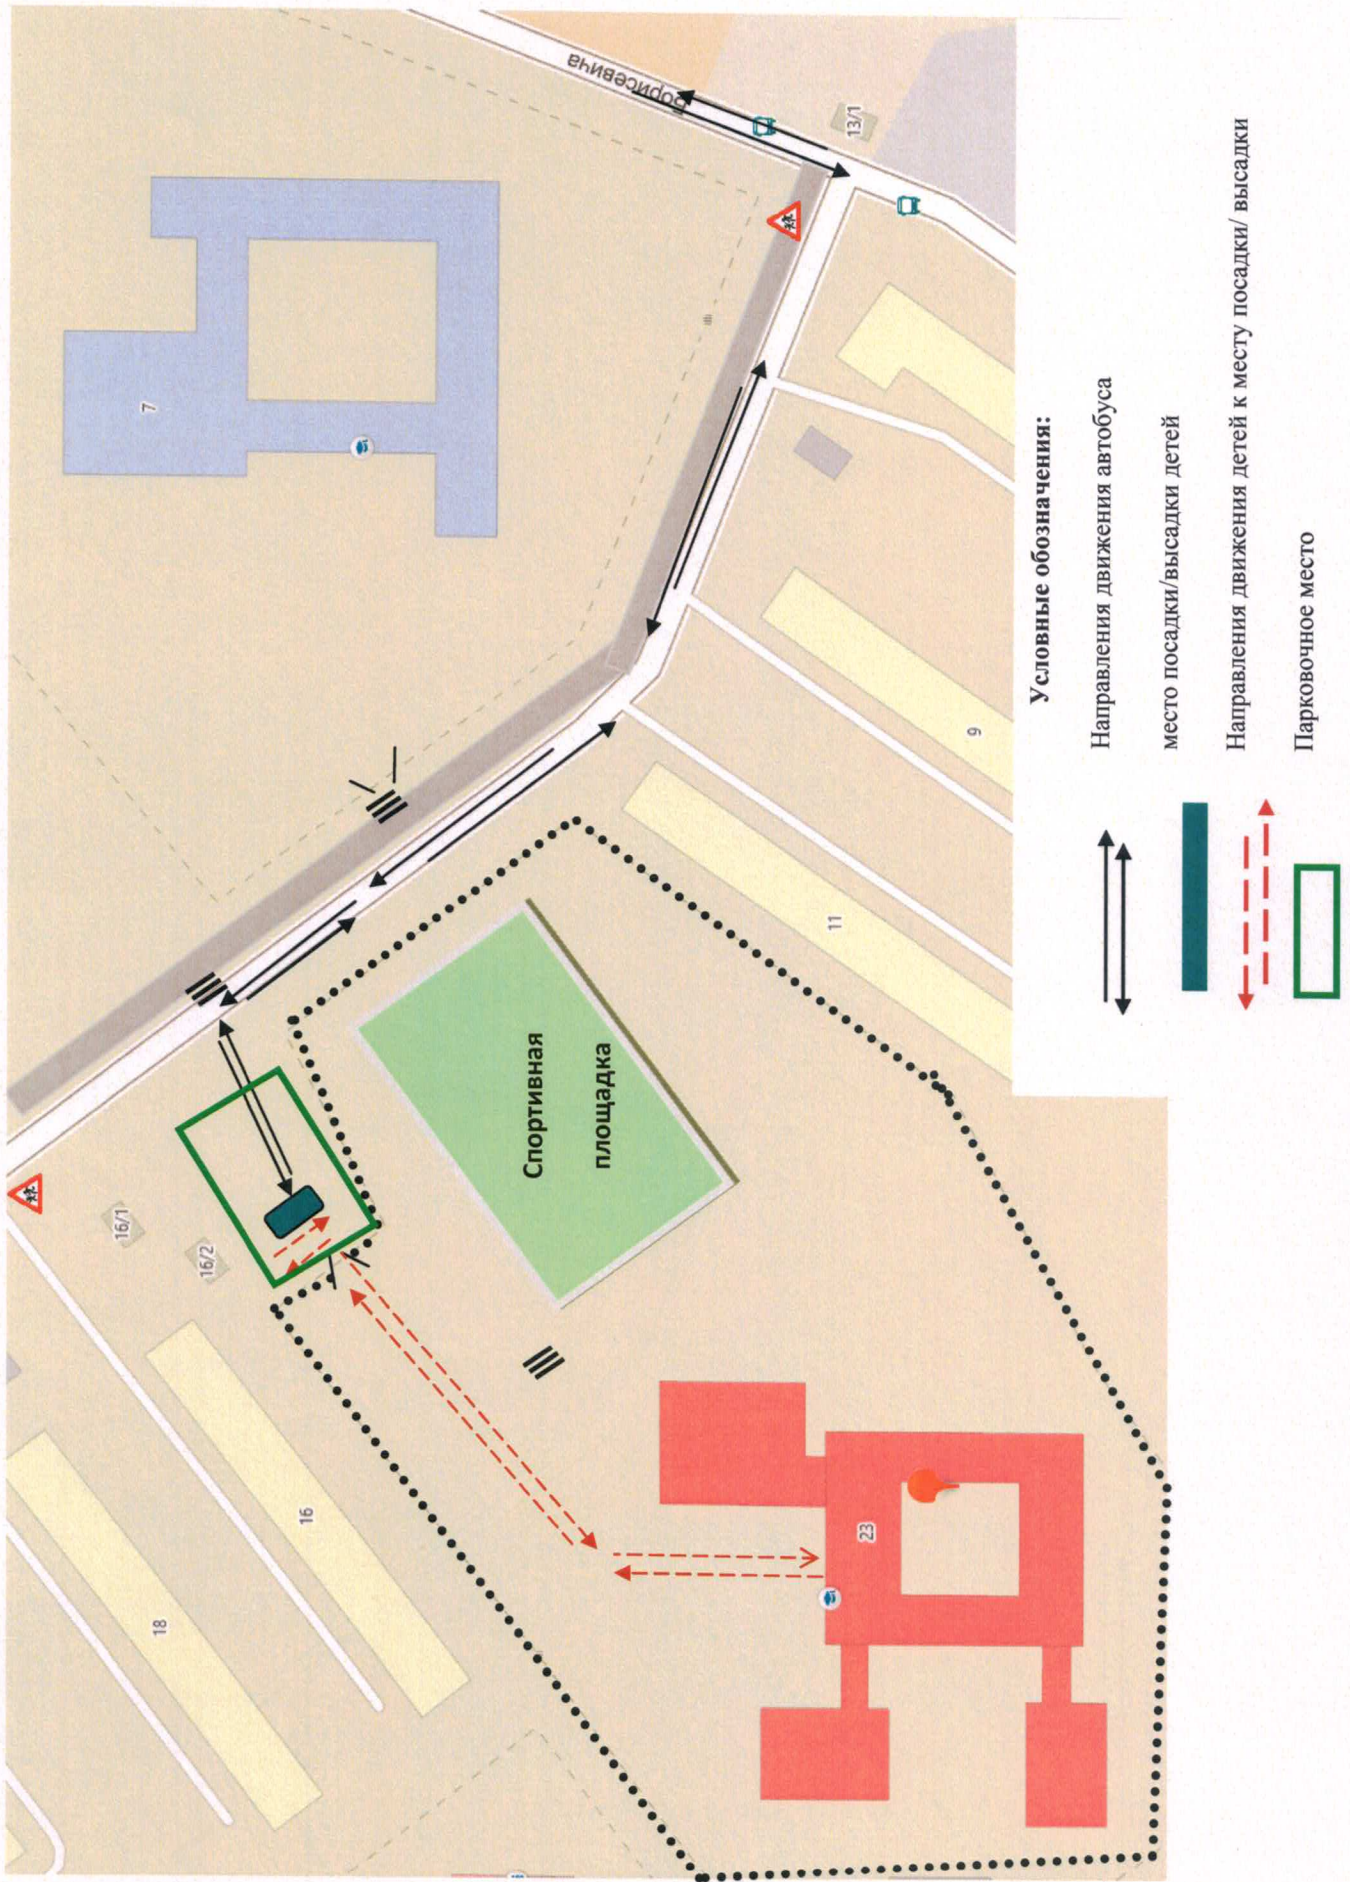 Борисевича
13/1
7
16/1
16/2
16
18
9
11
Спортивная
площадка
23
Условные обозначения:
Направления движения автобуса
место посадки/высадки детей
Направления движения детей к месту посадки/ высадки
Парковочное место